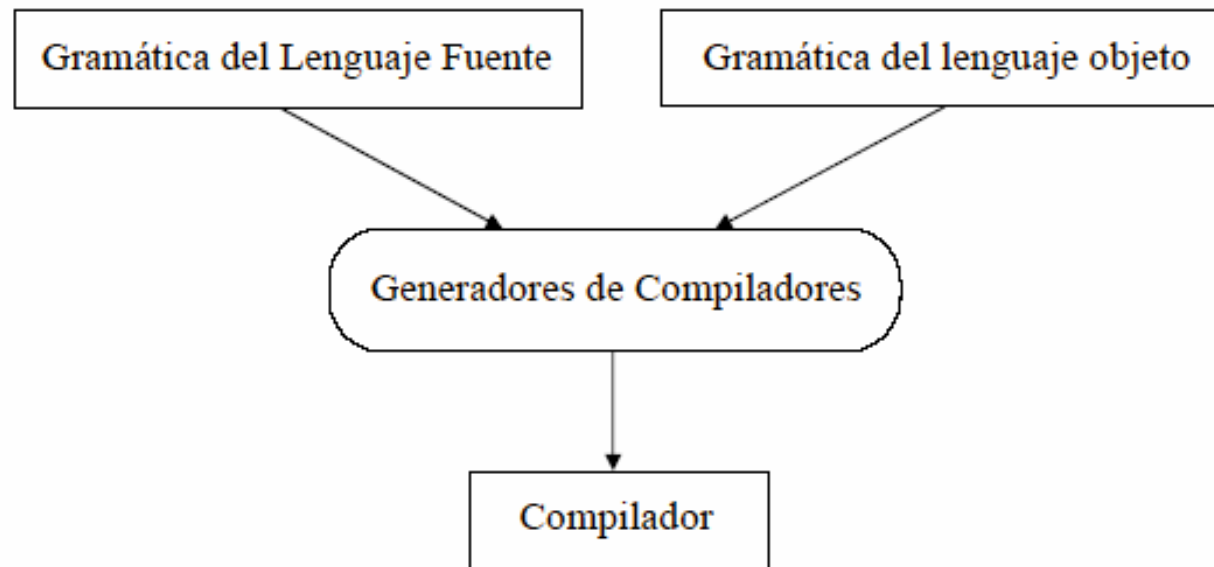 Gramática del Lenguaje Fuente
Gramática del lenguaje objeto
Generadores de Compiladores
Compilador